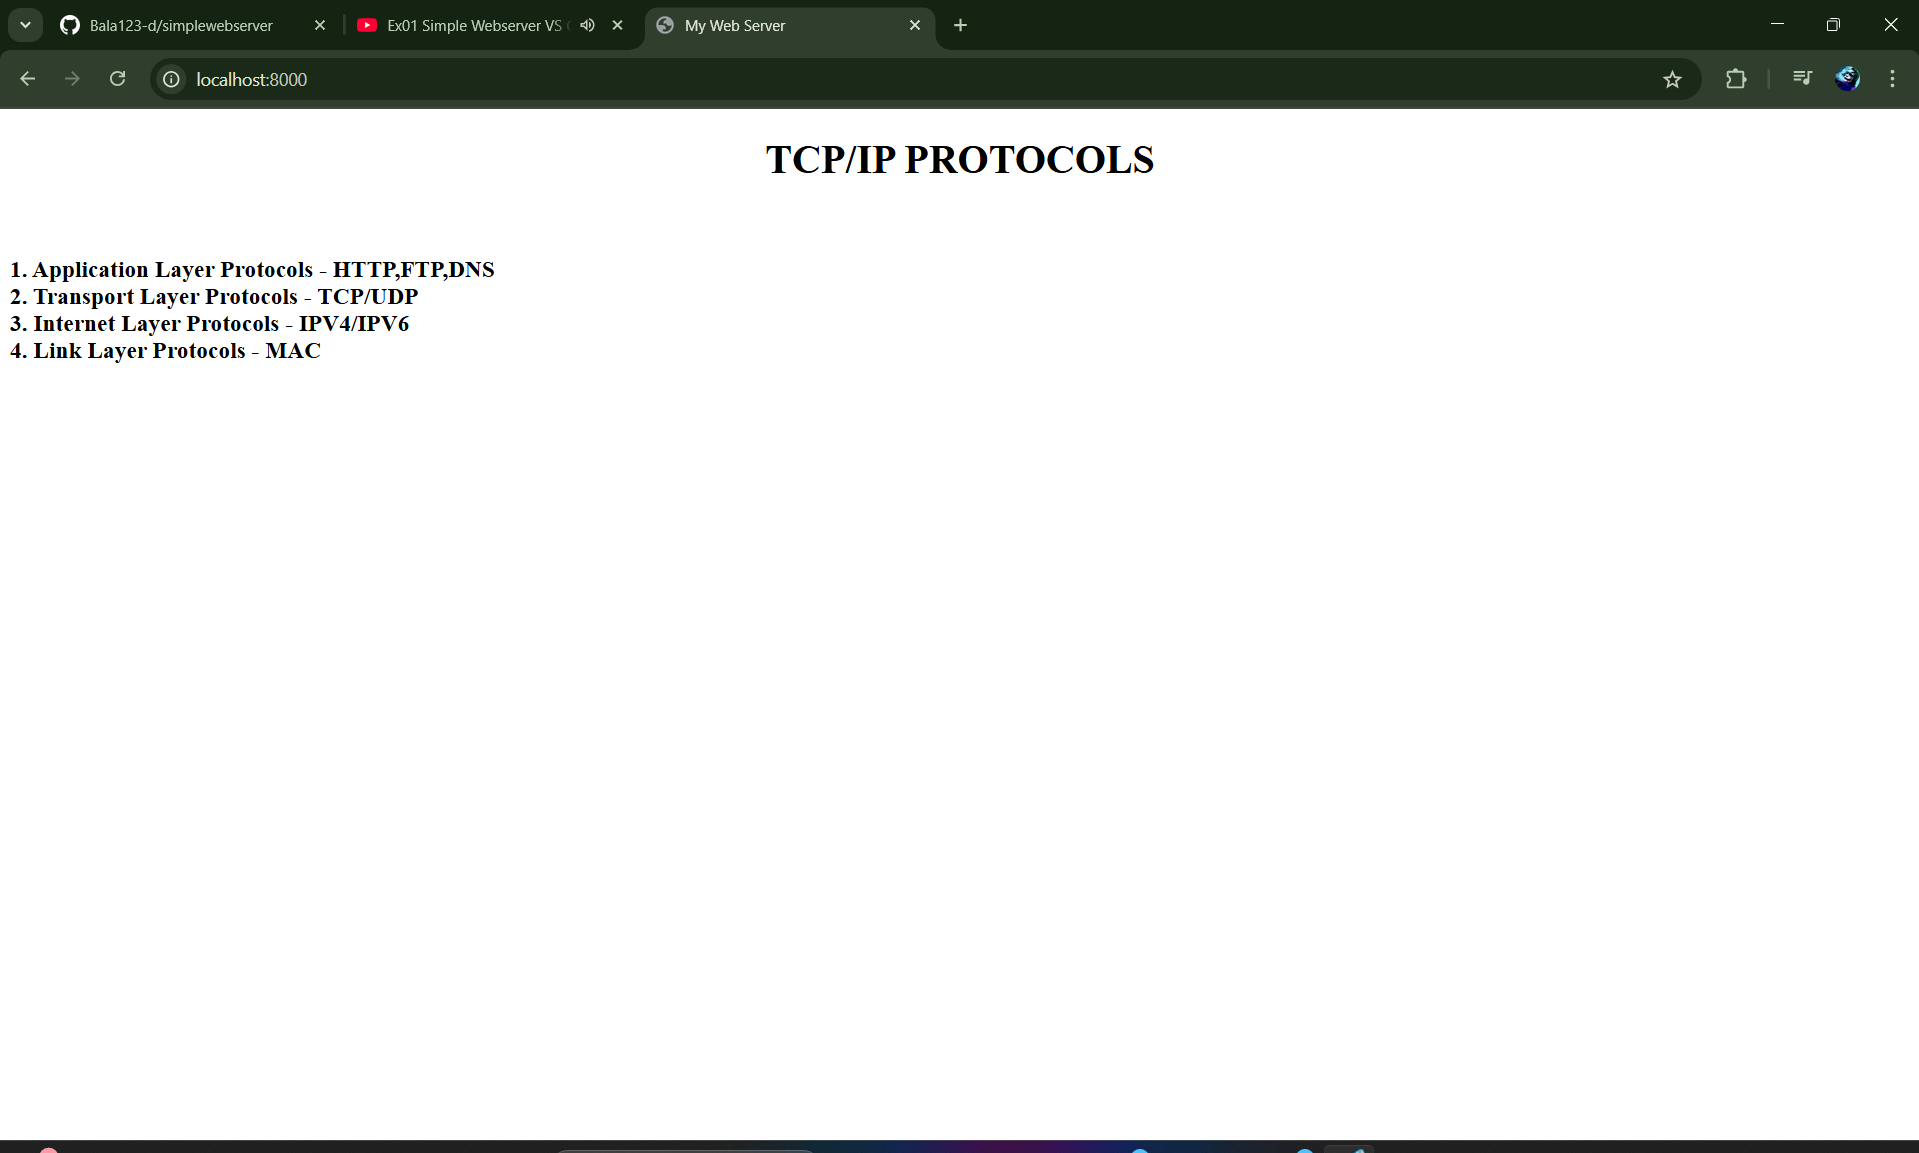 Bala123-d/simplewebserver
Ex01 Simple Webserver VS
My Web Server
localhost:8000
TCP/IP PROTOCOLS
1. Application Layer Protocols - HTTP,FTP,DNS
2. Transport Layer Protocols - TCP/UDP
3. Internet Layer Protocols - IPV4/IPV6
4. Link Layer Protocols - MAC